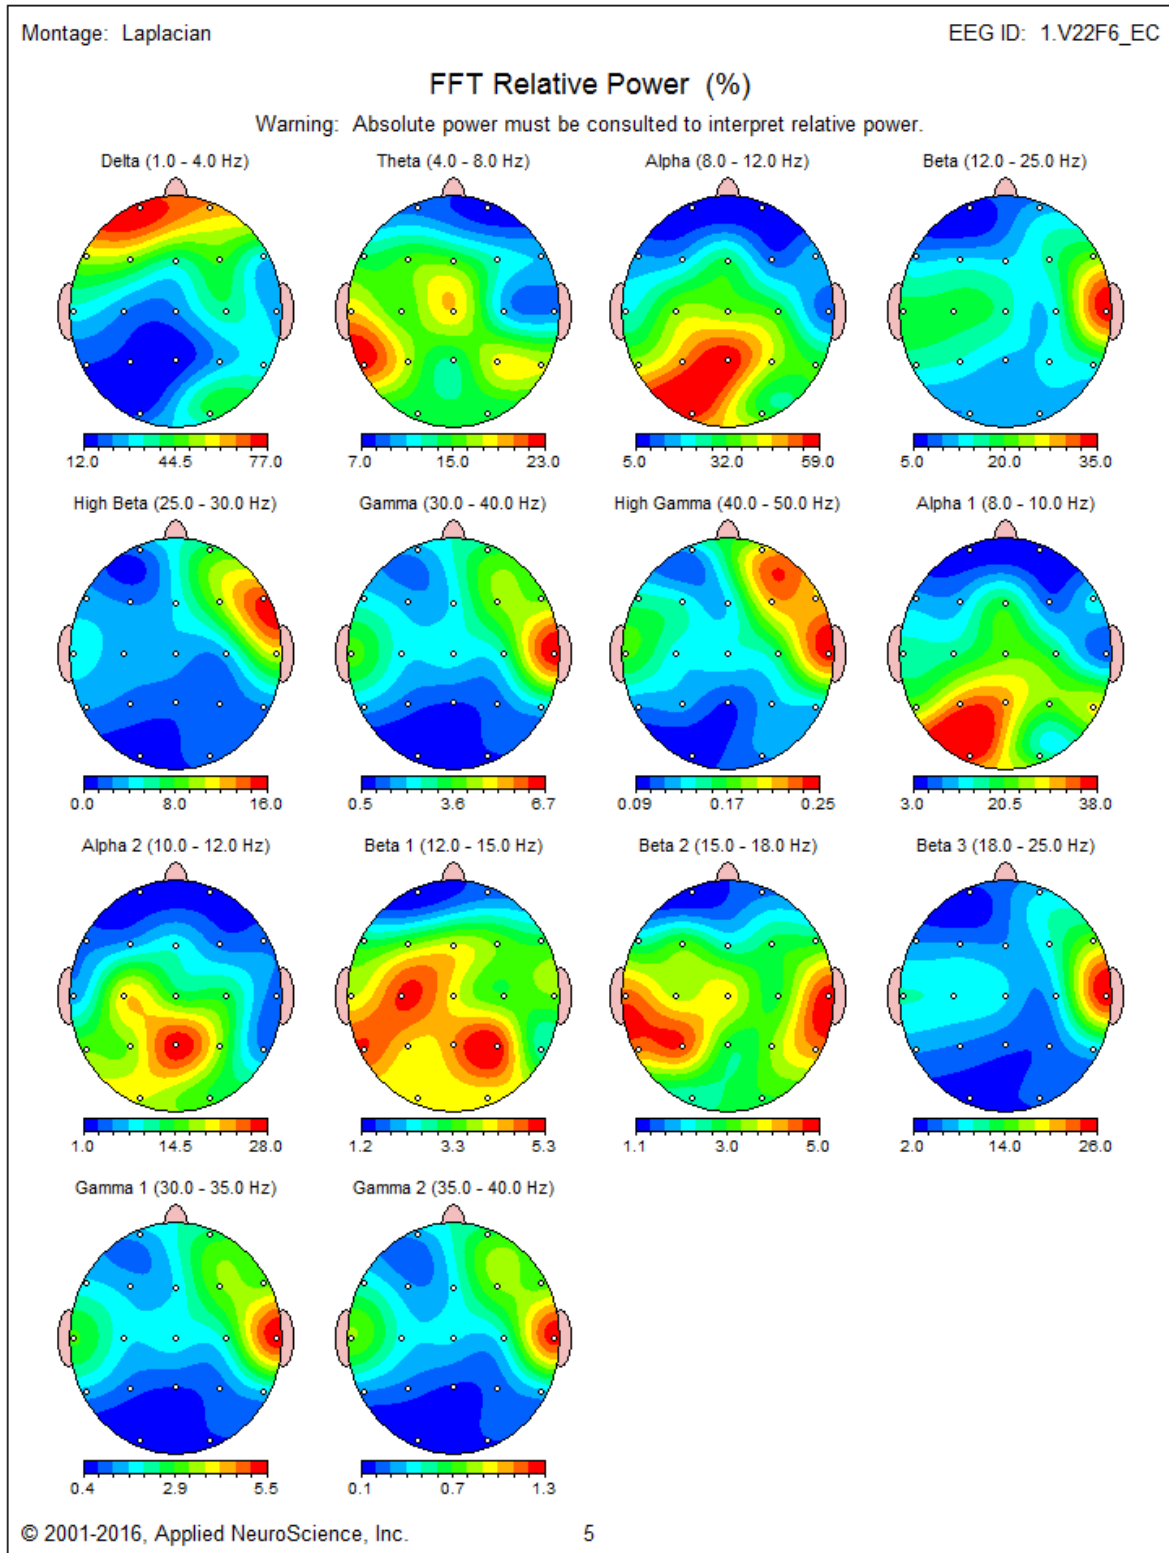 Montage: Laplacian EEG ID: 1.V22F6_EC
FFT Relative Power (%)
Warning: Absolute power must be consulted to interpret relative power.
Delta (1.0 - 4.0 Hz) Theta (4.0 - 8.0 Hz) Alpha (8.0 - 12.0 Hz) Beta (12.0 - 25.0 Hz)
12.0 44.5 77.0 7.0 15.0 23.0 5.0 32.0 59.0 5.0 20.0 35.0
High Beta (25.0 - 30.0 Hz) Gamma (30.0 - 40.0 Hz) High Gamma (40.0 - 50.0 Hz) Alpha 1 (8.0 - 10.0 Hz)
0.0 8.0 16.0 0.5 3.6 6.7 0.09 0.17 0.25 3.0 20.5 38.0
Alpha 2 (10.0 - 12.0 Hz) Beta 1 (12.0 - 15.0 Hz) Beta 2 (15.0 - 18.0 Hz) Beta 3 (18.0 - 25.0 Hz)
1.0 14.5 28.0 1.2 3.3 5.3 1.1 3.0 5.0 2.0 14.0 26.0
Gamma 1 (30.0 - 35.0 Hz) Gamma 2 (35.0 - 40.0 Hz)
0.4 2.9 5.5 0.1 0.7 1.3
© 2001-2016, Applied NeuroScience, Inc. 5